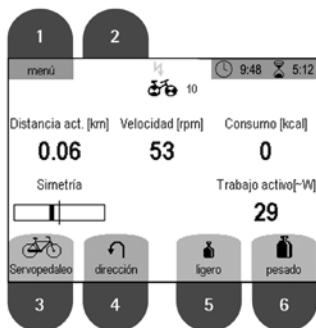 1 2
menú 9:48 5:12
10
Distancia act. [km] Velocidad [rpm] Consumo [kcal]
0.06 53 0
Simetría Trabajo activo[~W]
29
Servopedaleo dirección ligero pesado
3 4 5 6